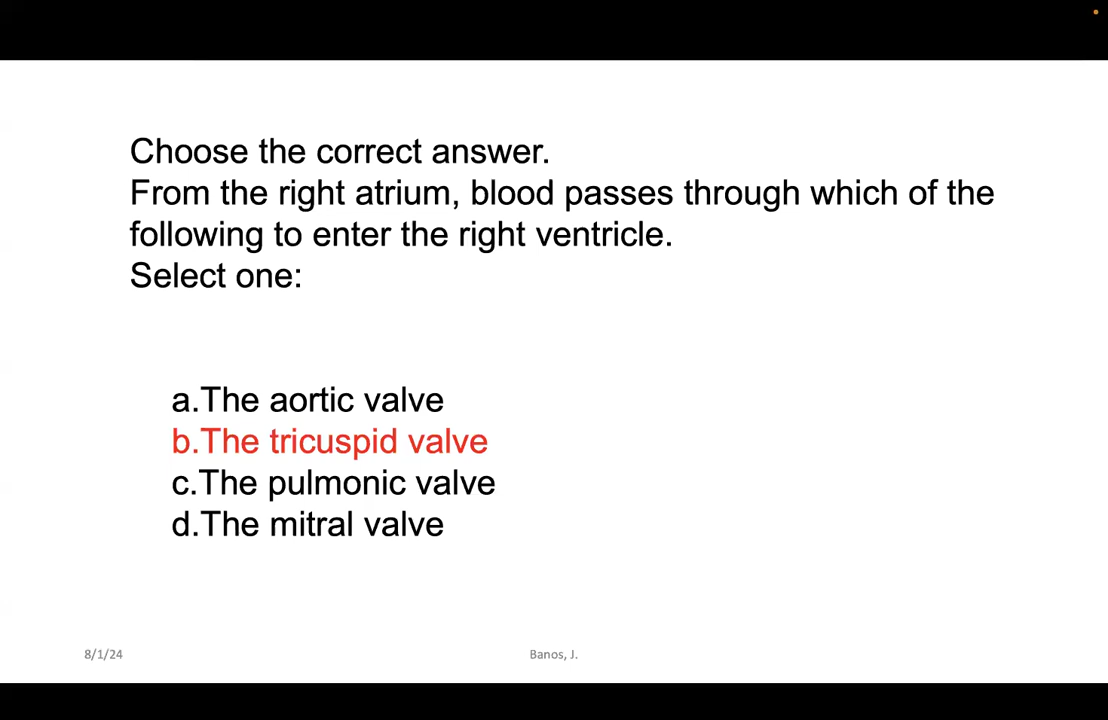 Choose the correct answer.
From the right atrium, blood passes through which of the
following to enter the right ventricle.
Select one:
a.The aortic valve
b.The tricuspid valve
c.The pulmonic valve
d.The mitral valve
8/1/24
Banos, J.